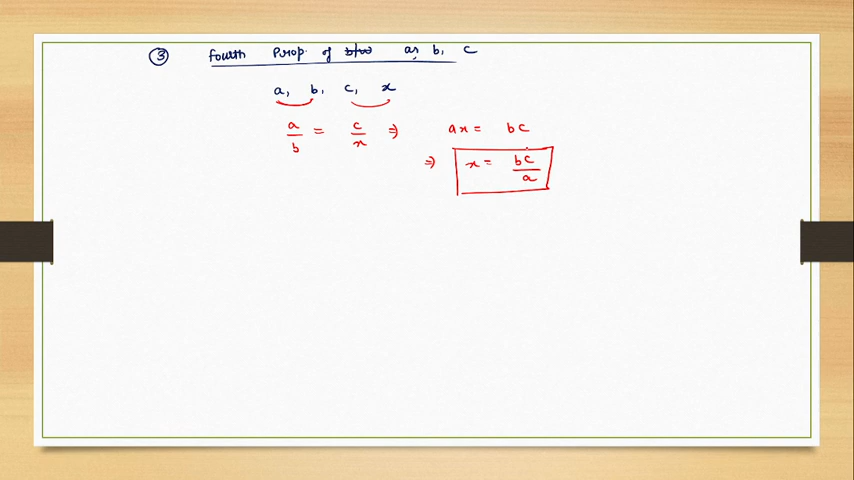 ③ Fourth Prop. of a, b, c
a, b, c, x
a/b = c/x ⇒ ax = bc
⇒ x = bc/a